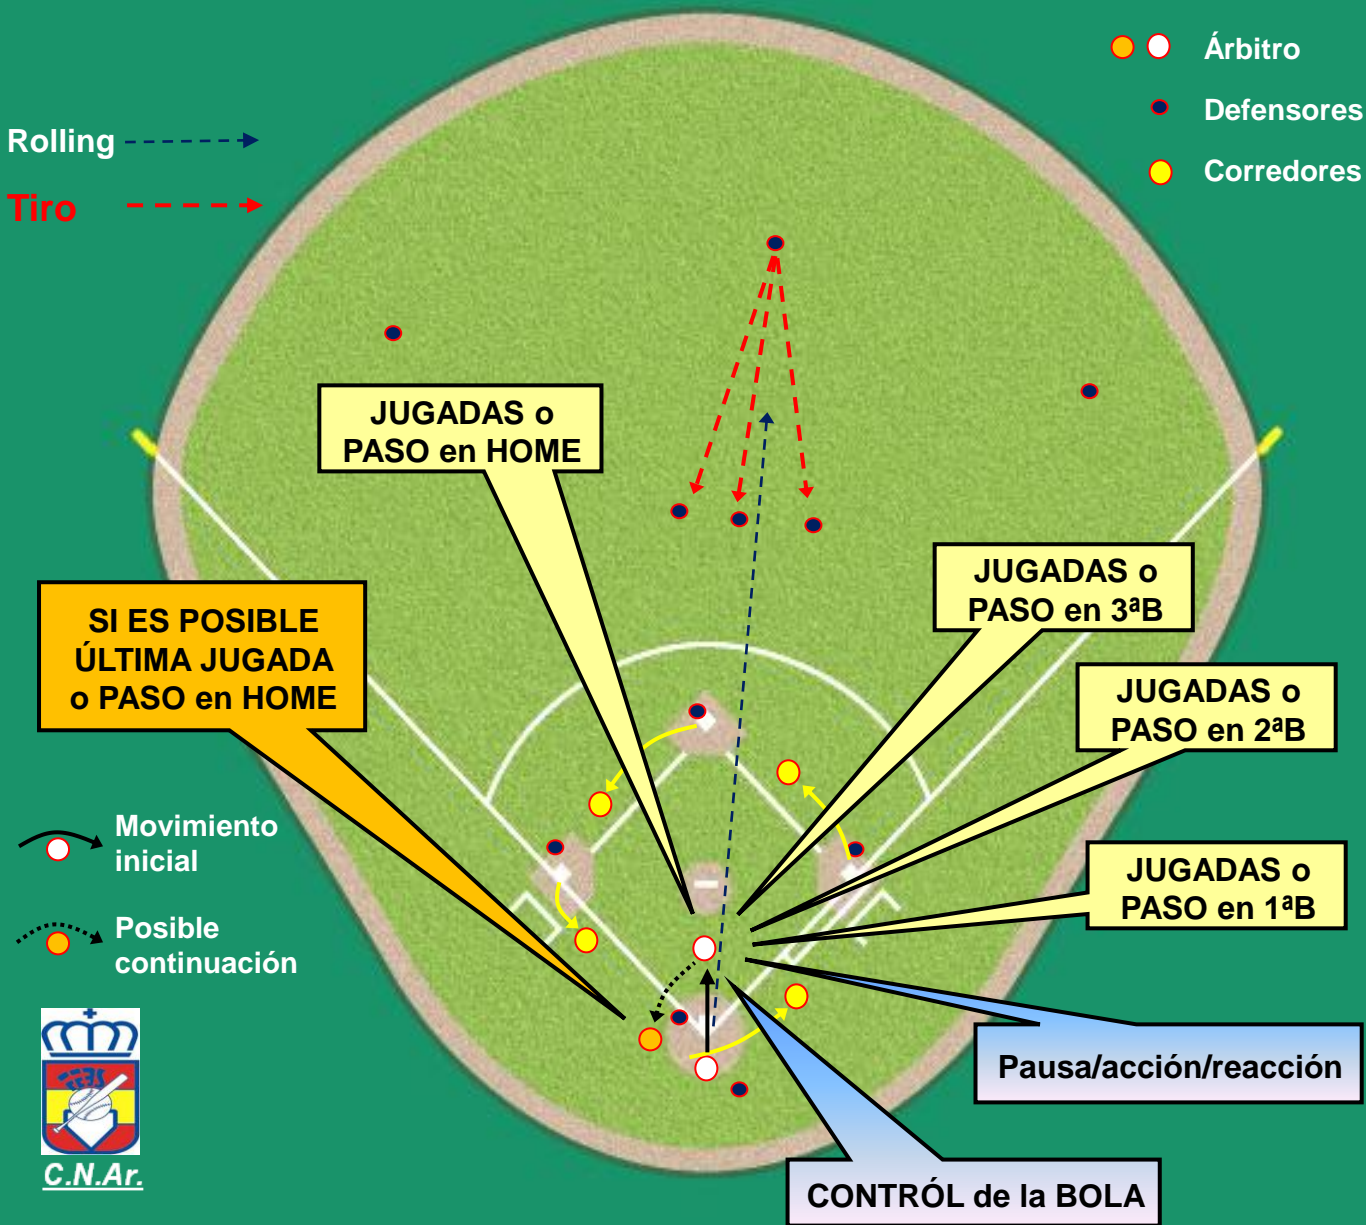 Árbitro
Defensores
Corredores
Rolling
Tiro
JUGADAS o
PASO en HOME
JUGADAS o
PASO en 3ªB
SI ES POSIBLE
ÚLTIMA JUGADA
o PASO en HOME
JUGADAS o
PASO en 2ªB
Movimiento
inicial
JUGADAS o
PASO en 1ªB
Posible
continuación
Pausa/acción/reacción
CONTRÓL de la BOLA
C.N.Ar.